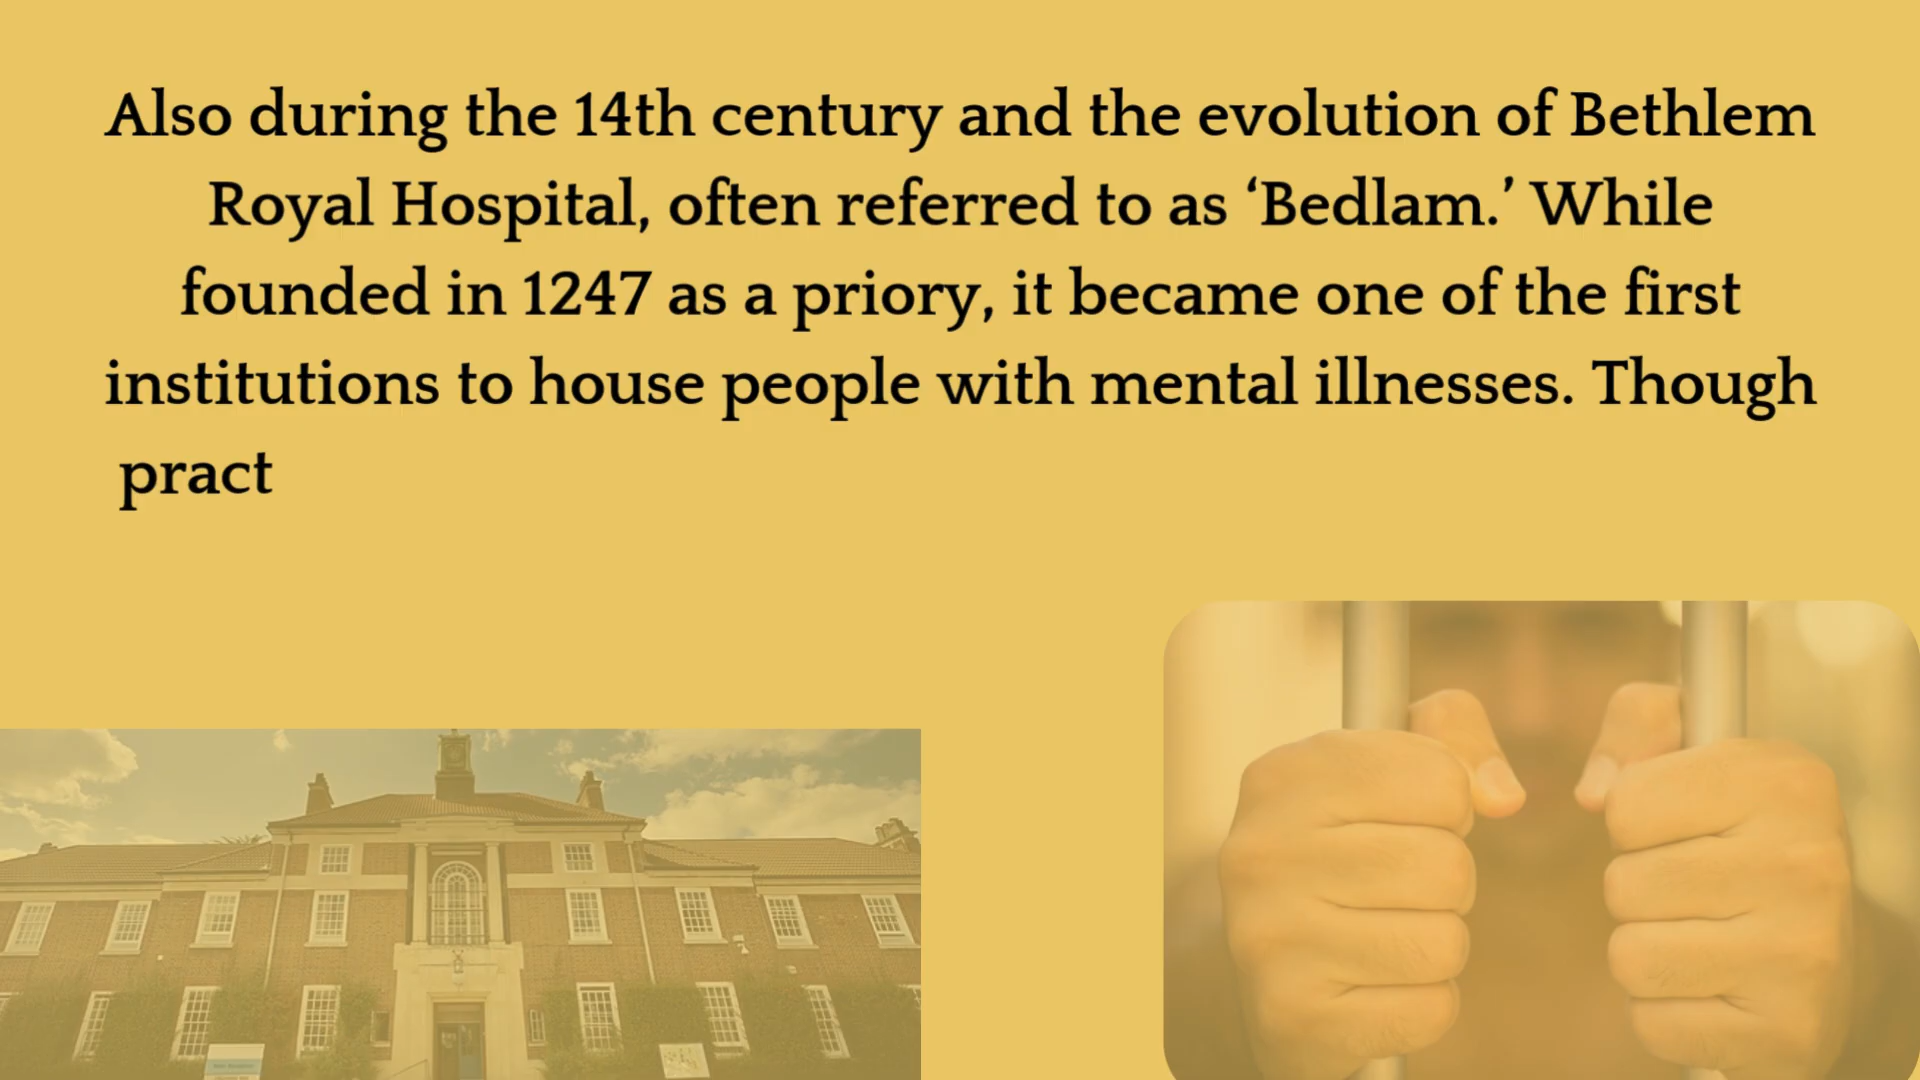 Also during the 14th century and the evolution of Bethlem
Royal Hospital, often referred to as ‘Bedlam.’ While
founded in 1247 as a priory, it became one of the first
institutions to house people with mental illnesses. Though
pract